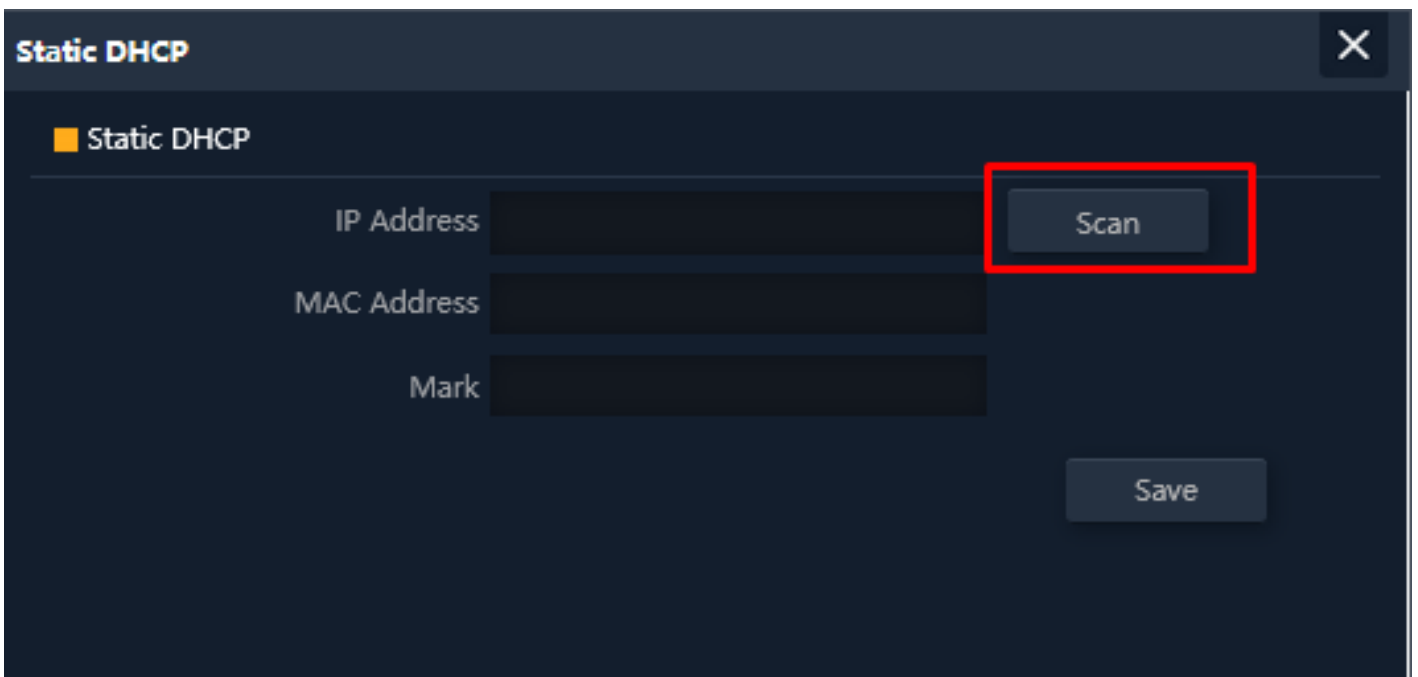 Static DHCP
Static DHCP
IP Address
Scan
MAC Address
Mark
Save